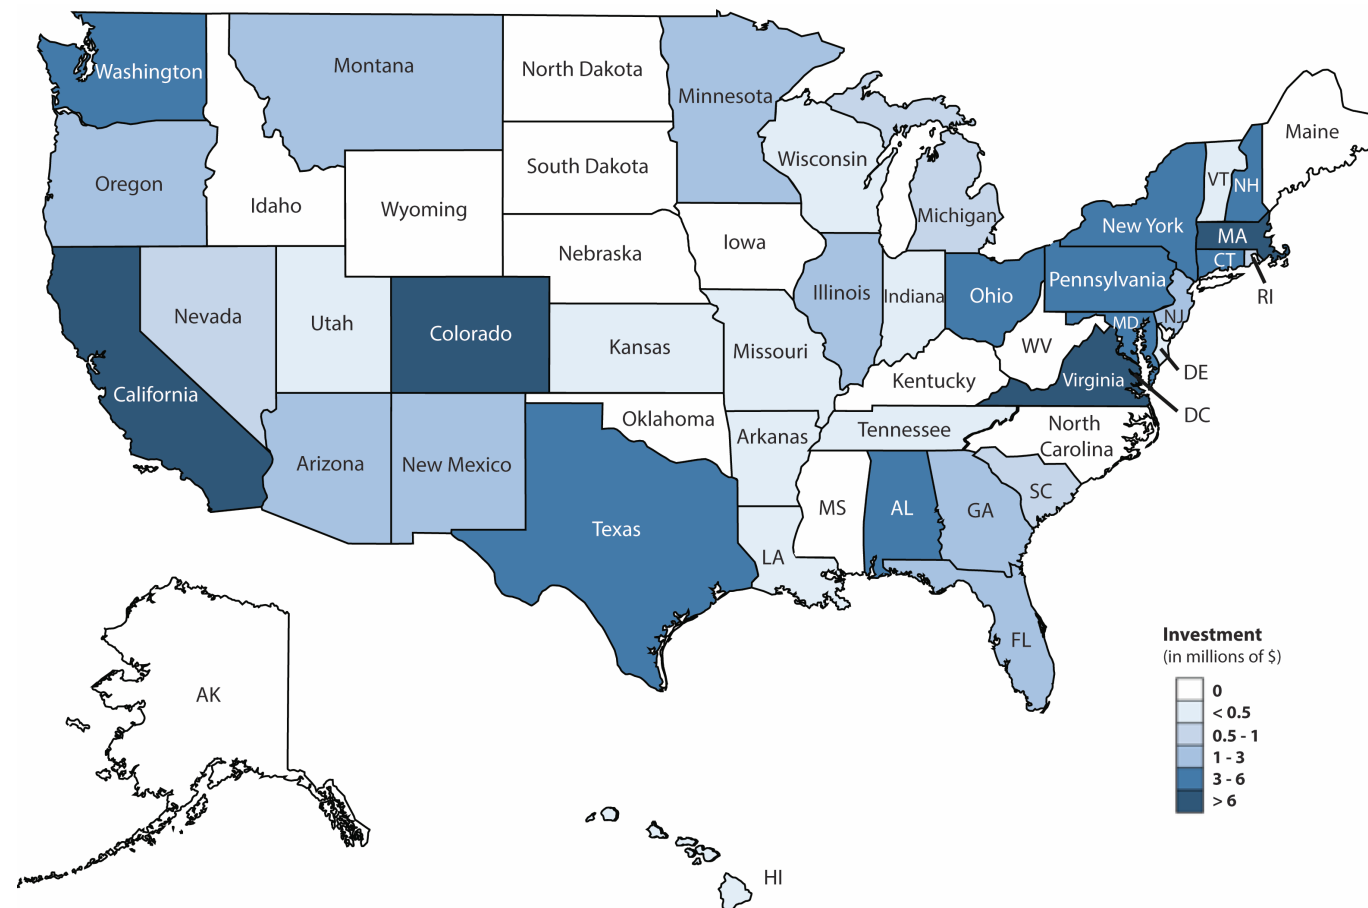 Washington
Montana
North Dakota
Minnesota
Maine
Oregon
Idaho
Wyoming
South Dakota
Wisconsin
Michigan
VT
NH
New York
MA
CT
RI
Nebraska
Iowa
Nevada
Utah
Colorado
Kansas
Illinois
Indiana
Ohio
Pennsylvania
NJ
MD
DE
DC
Missouri
WV
Virginia
Kentucky
California
Arizona
New Mexico
Oklahoma
Arkansas
Tennessee
North
Carolina
SC
Texas
MS
AL
GA
LA
FL
AK
HI
Investment
(in millions of $)
0
< 0.5
0.5 - 1
1 - 3
3 - 6
> 6